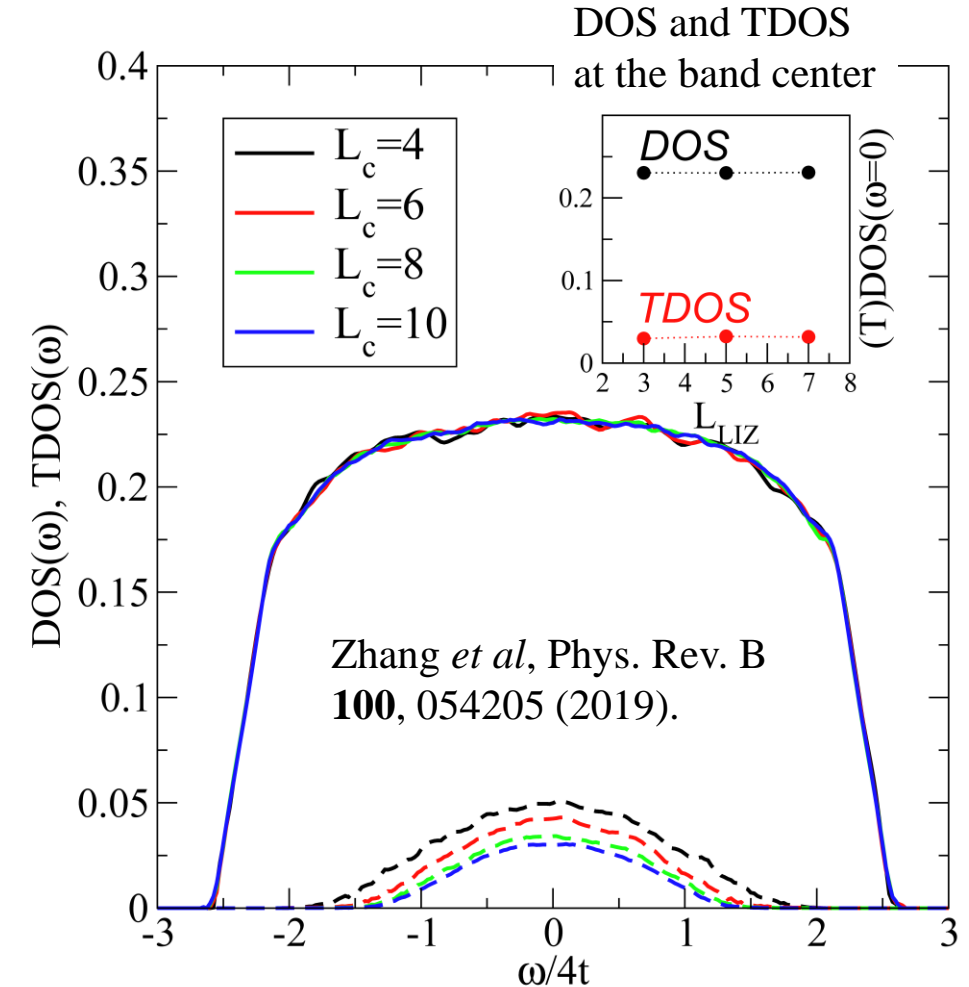 DOS and TDOS
at the band center
0.4
0.35
0.3
0.25
0.2
0.15
0.1
0.05
0
DOS(ω), TDOS(ω)
L_c=4
L_c=6
L_c=8
L_c=10
DOS
TDOS
0.2
0.1
0
2 3 4 5 6 7 8
L_LIZ
(T)DOS(ω=0)
Zhang et al, Phys. Rev. B
100, 054205 (2019).
-3 -2 -1 0 1 2 3
ω/4t